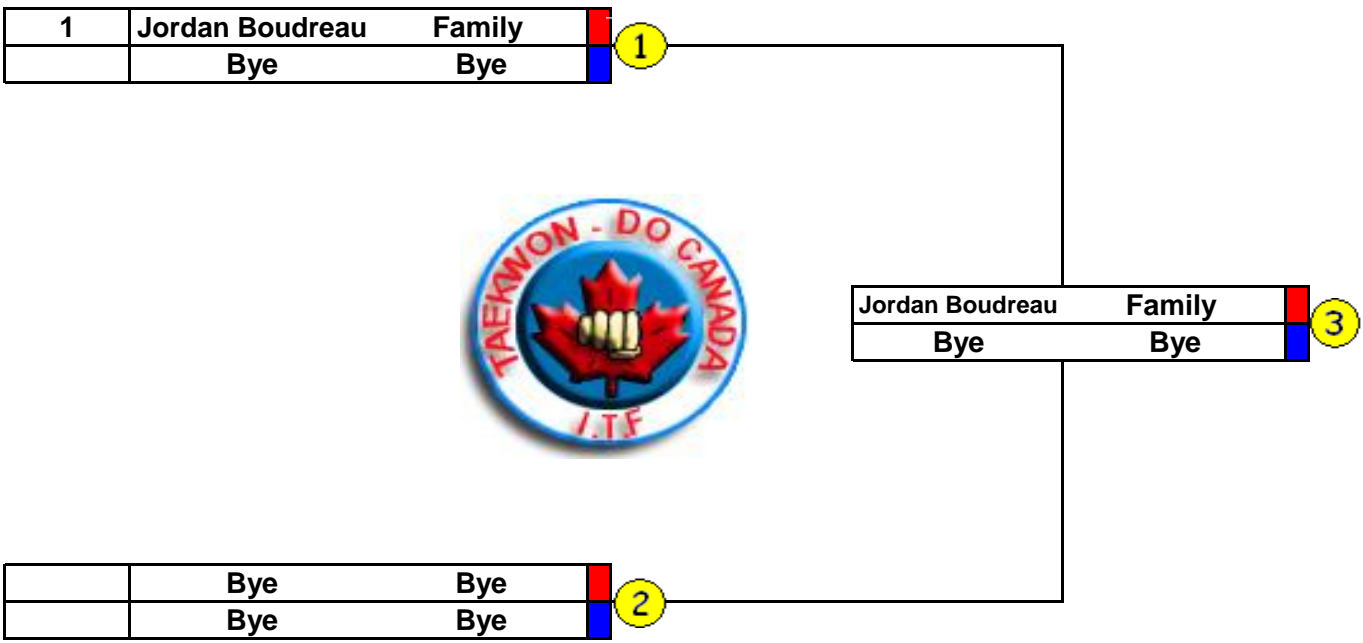 1 Jordan Boudreau Family
Bye Bye
1
TAEKWON - DO CANADA
I.T.F
Jordan Boudreau Family
Bye Bye
3
Bye Bye
Bye Bye
2